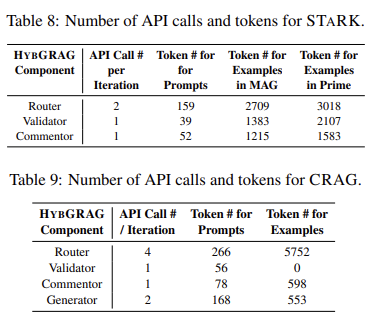 Table 8: Number of API calls and tokens for STARK.
HYBGRAG API Call # Token # for Token # for Token # for
Component per for Examples Examples
Iteration Prompts in MAG in Prime
Router 2 159 2709 3018
Validator 1 39 1383 2107
Commentor 1 52 1215 1583
Table 9: Number of API calls and tokens for CRAG.
HYBGRAG API Call # Token # for Token # for
Component / Iteration Prompts Examples
Router 4 266 5752
Validator 1 56 0
Commentor 1 78 598
Generator 2 168 553